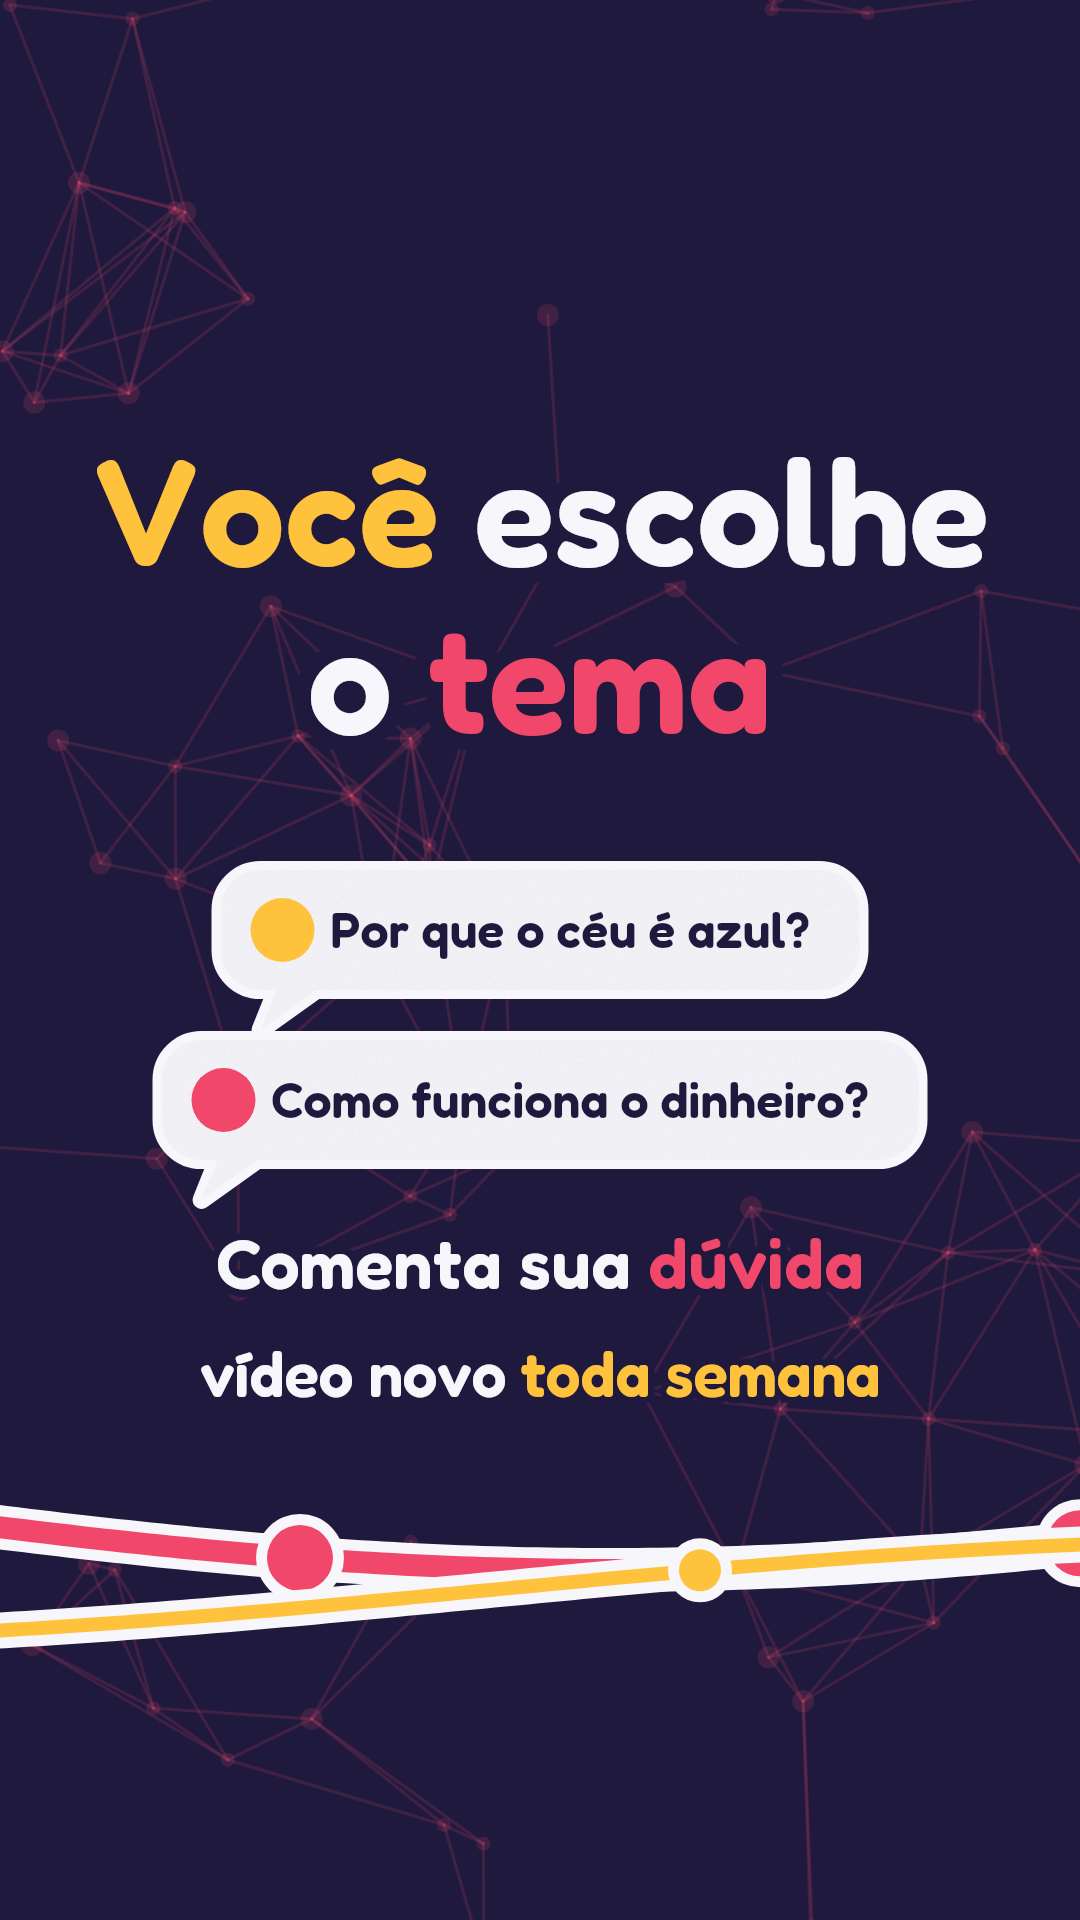 Você escolhe
o tema
Por que o céu é azul?
Como funciona o dinheiro?
Comenta sua dúvida
vídeo novo toda semana